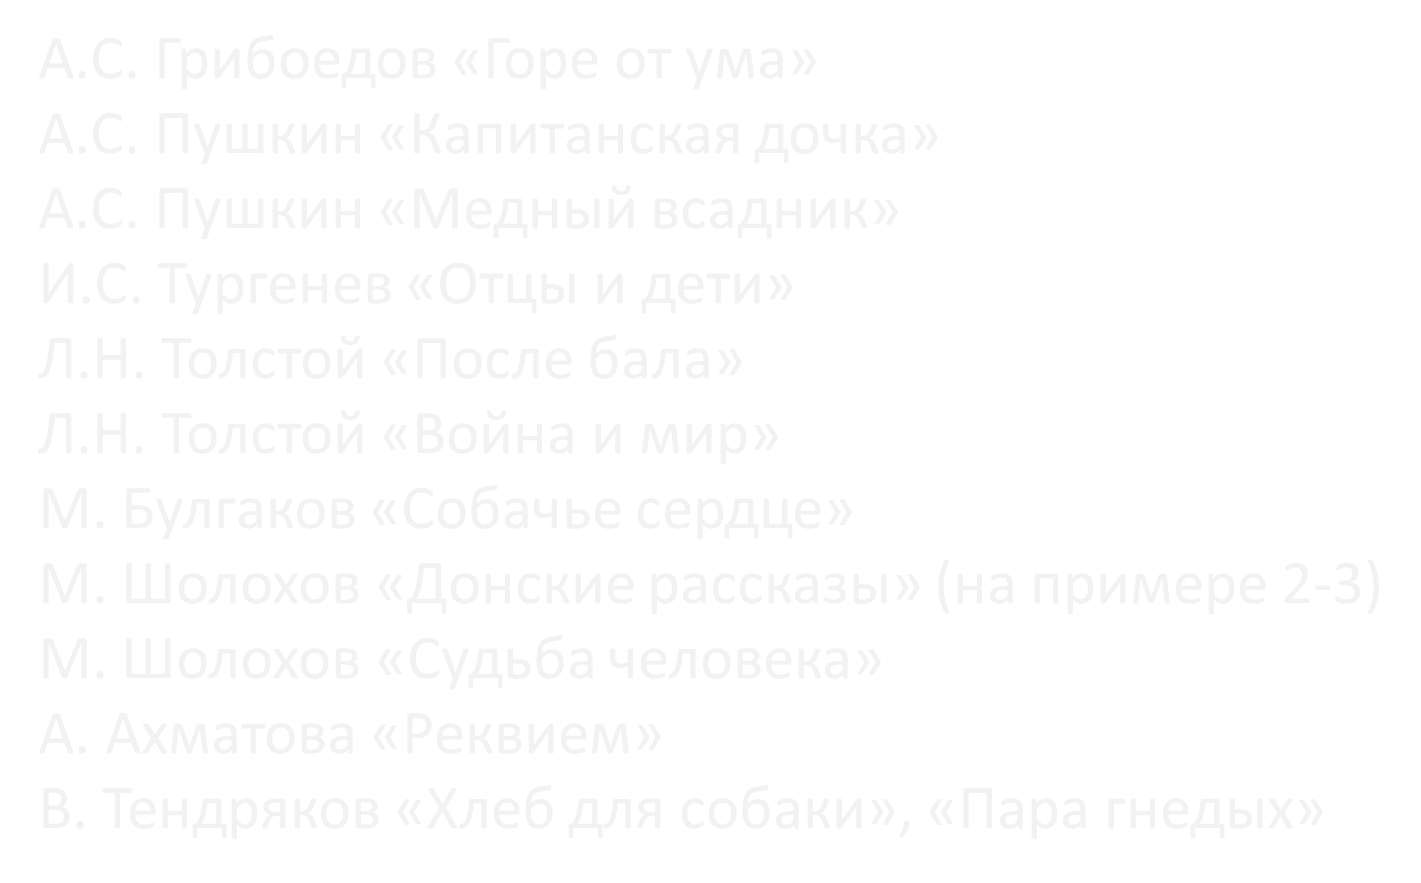 А.С. Грибоедов «Горе от ума»
А.С. Пушкин «Капитанская дочка»
А.С. Пушкин «Медный всадник»
И.С. Тургенев «Отцы и дети»
Л.Н. Толстой «После бала»
Л.Н. Толстой «Война и мир»
М. Булгаков «Собачье сердце»
М. Шолохов «Донские рассказы» (на примере 2-3)
М. Шолохов «Судьба человека»
А. Ахматова «Реквием»
В. Тендряков «Хлеб для собаки», «Пара гнедых»